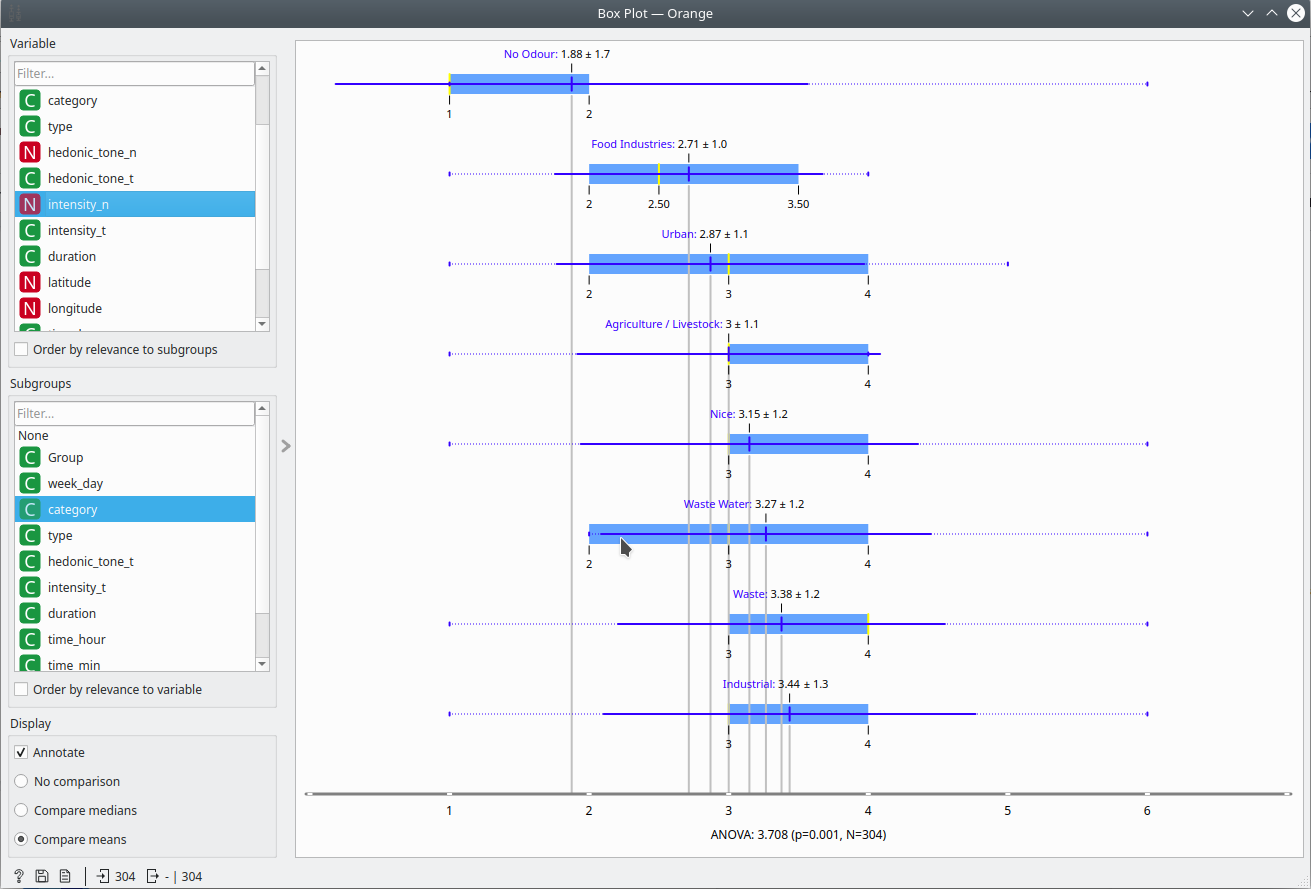 Box Plot — Orange
Variable
Filter...
C category
C type
N hedonic_tone_n
C hedonic_tone_t
N intensity_n
C intensity_t
C duration
N latitude
N longitude
Order by relevance to subgroups
Subgroups
Filter...
None
C Group
C week_day
C category
C type
C hedonic_tone_t
C intensity_t
C duration
C time_hour
C time_min
Order by relevance to variable
Display
Annotate
No comparison
Compare medians
Compare means
? 304 - | 304
No Odour: 1.88 ± 1.7
1 2
Food Industries: 2.71 ± 1.0
2 2.50 3.50
Urban: 2.87 ± 1.1
2 3 4
Agriculture / Livestock: 3 ± 1.1
3 4
Nice: 3.15 ± 1.2
3 4
Waste Water: 3.27 ± 1.2
2 3 4
Waste: 3.38 ± 1.2
3 4
Industrial: 3.44 ± 1.3
3 4
1 2 3 4 5 6
ANOVA: 3.708 (p=0.001, N=304)